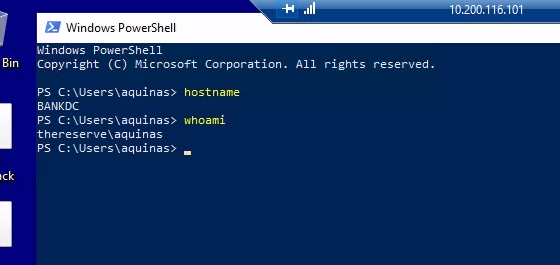 10.200.116.101
Windows PowerShell
Bin
Windows PowerShell
Copyright (C) Microsoft Corporation. All rights reserved.
PS C:\Users\aquinas> hostname
BANKDC
PS C:\Users\aquinas> whoami
thereserve\aquinas
PS C:\Users\aquinas>
ck